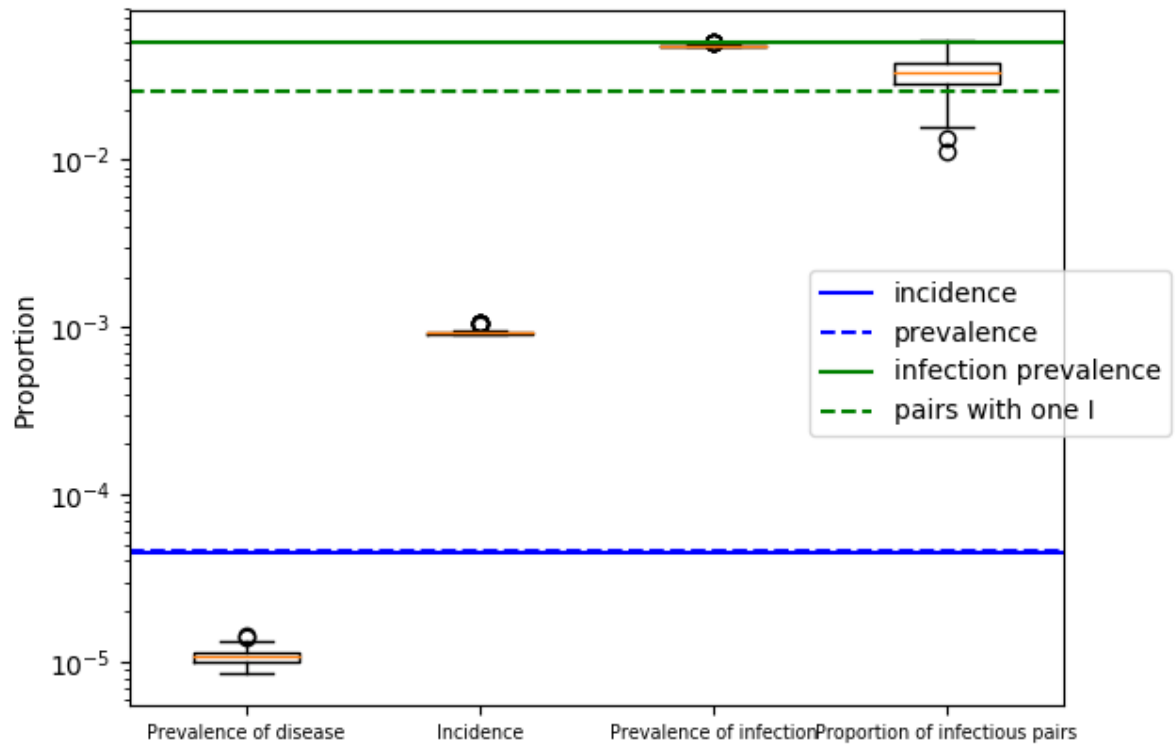 Proportion
10⁻²
10⁻³
10⁻⁴
10⁻⁵
incidence
prevalence
infection prevalence
pairs with one I
Prevalence of disease
Incidence
Prevalence of infection
Proportion of infectious pairs